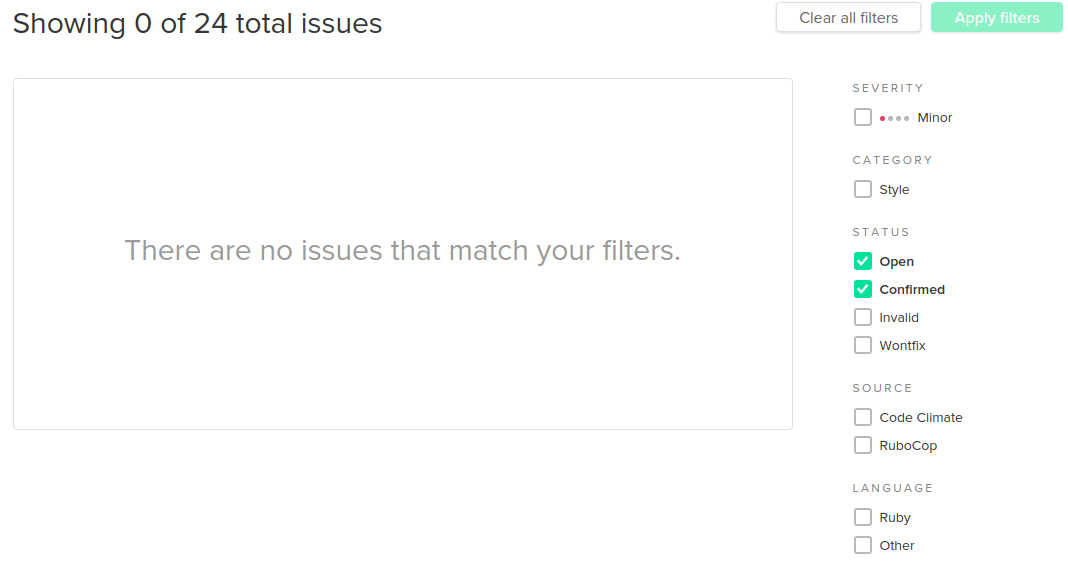 Showing 0 of 24 total issues
Clear all filters
Apply filters
There are no issues that match your filters.
SEVERITY
Minor
CATEGORY
Style
STATUS
Open
Confirmed
Invalid
Wontfix
SOURCE
Code Climate
RuboCop
LANGUAGE
Ruby
Other